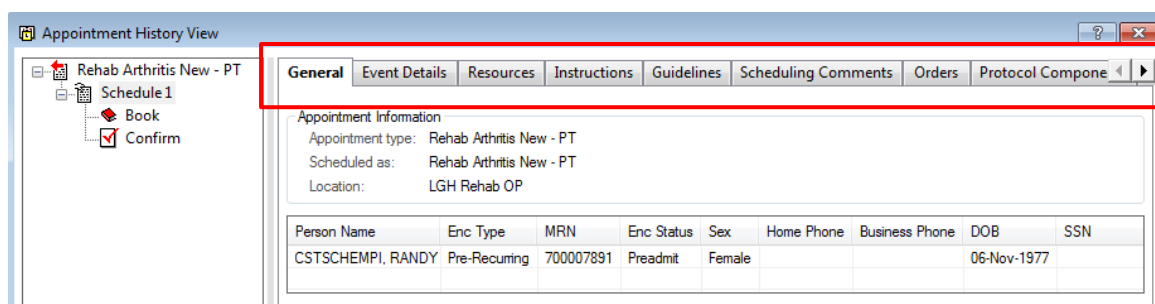 Appointment History View
Rehab Arthritis New - PT
Schedule 1
Book
Confirm
General Event Details Resources Instructions Guidelines Scheduling Comments Orders Protocol Compone
Appointment Information
Appointment type: Rehab Arthritis New - PT
Scheduled as: Rehab Arthritis New - PT
Location: LGH Rehab OP
Person Name Enc Type MRN Enc Status Sex Home Phone Business Phone DOB SSN
CSTSCHEMPI, RANDY Pre-Recurring 700007891 Preadmit Female 06-Nov-1977